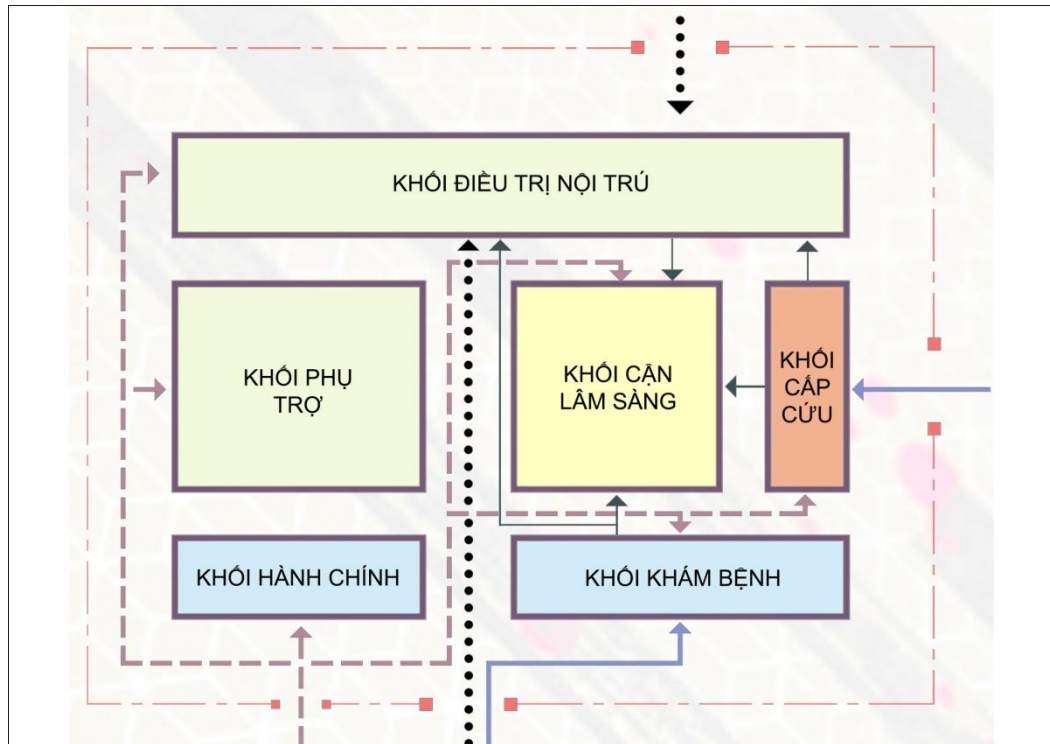 KHỐI ĐIỀU TRỊ NỘI TRÚ
KHỐI PHỤ
TRỢ
KHỐI CẬN
LÂM SÀNG
KHỐI
CẤP
CỨU
KHỐI HÀNH CHÍNH
KHỐI KHÁM BỆNH